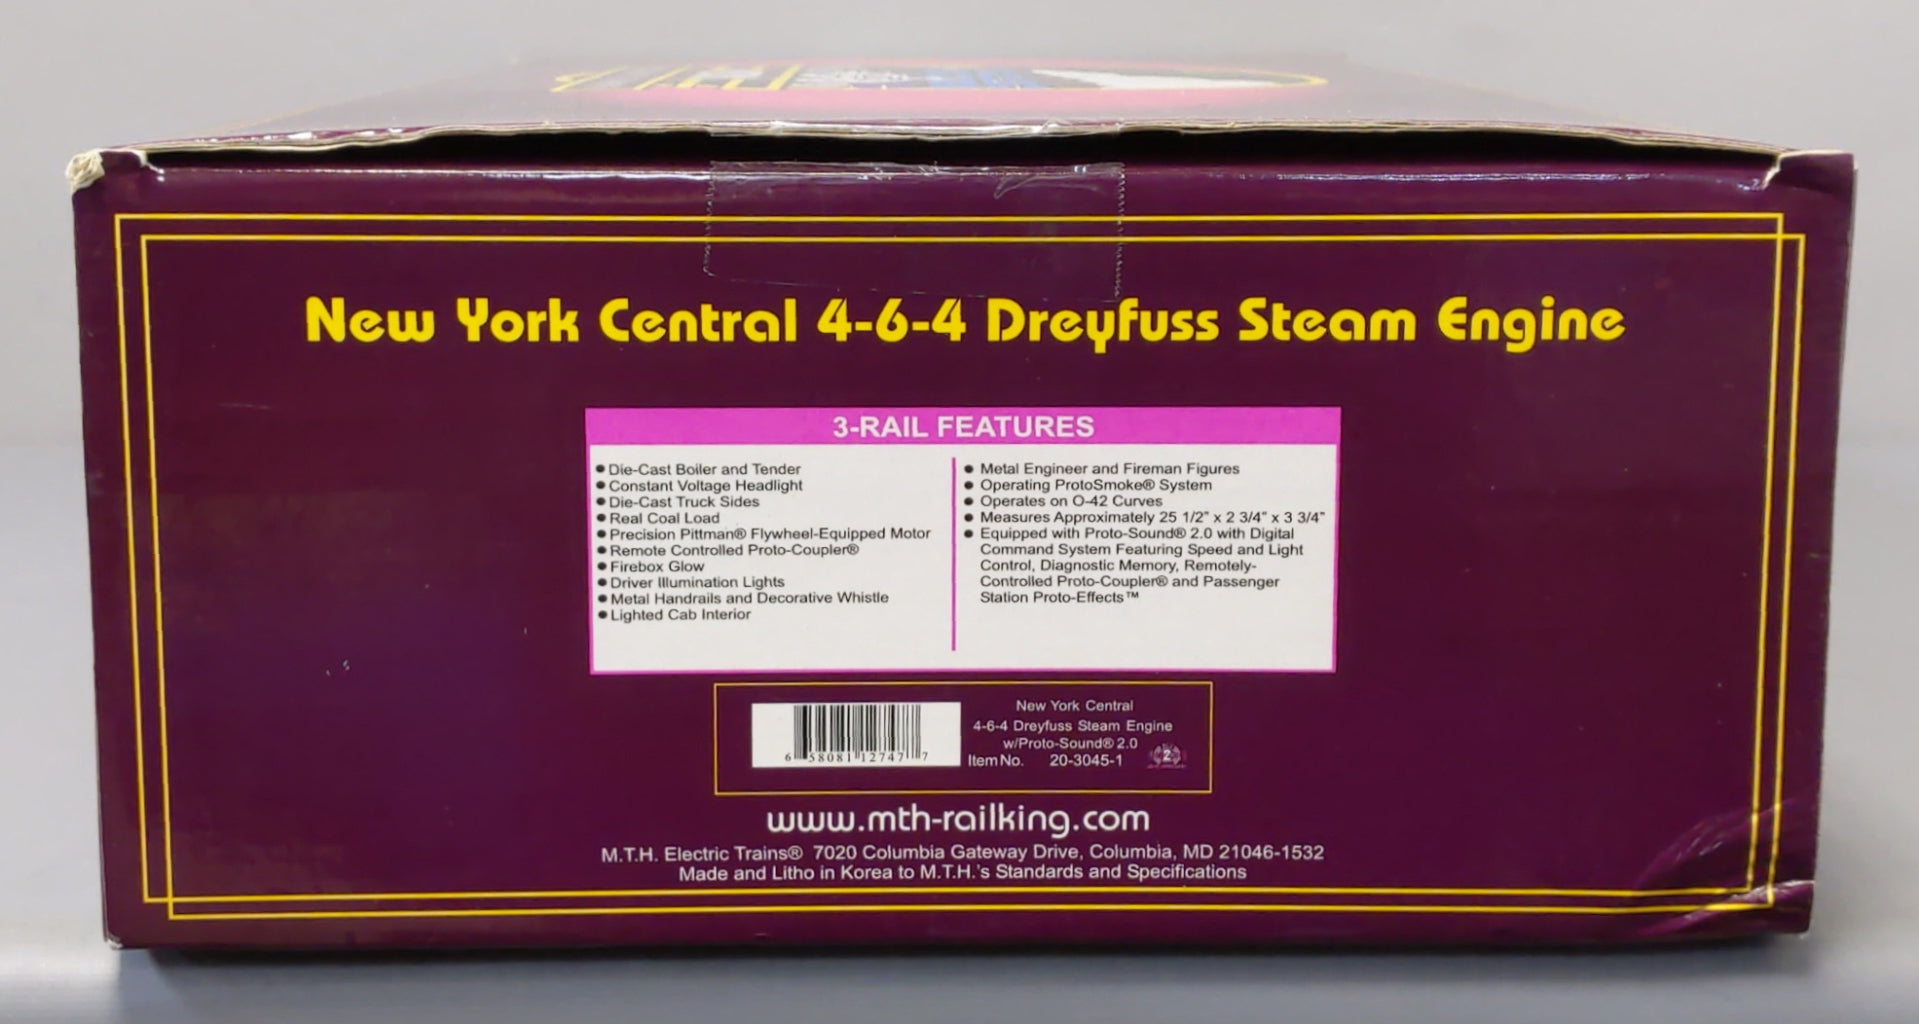 New York Central 4-6-4 Dreyfuss Steam Engine
3-RAIL FEATURES
● Die-Cast Boiler and Tender
● Constant Voltage Headlight
● Die-Cast Truck Sides
● Real Coal Load
● Precision Pittman® Flywheel-Equipped Motor
● Remote Controlled Proto-Coupler®
● Firebox Glow
● Driver Illumination Lights
● Metal Handrails and Decorative Whistle
● Lighted Cab Interior
● Metal Engineer and Fireman Figures
● Operating ProtoSmoke® System
● Operates on O-42 Curves
● Measures Approximately 25 1/2" x 2 3/4" x 3 3/4"
● Equipped with Proto-Sound® 2.0 with Digital
Command System Featuring Speed and Light
Control, Diagnostic Memory, Remotely-
Controlled Proto-Coupler® and Passenger
Station Proto-Effects™
6 58081 12747 7
New York Central
4-6-4 Dreyfuss Steam Engine
w/Proto-Sound® 2.0
Item No. 20-3045-1
2
www.mth-railking.com
M.T.H. Electric Trains® 7020 Columbia Gateway Drive, Columbia, MD 21046-1532
Made and Litho in Korea to M.T.H.'s Standards and Specifications